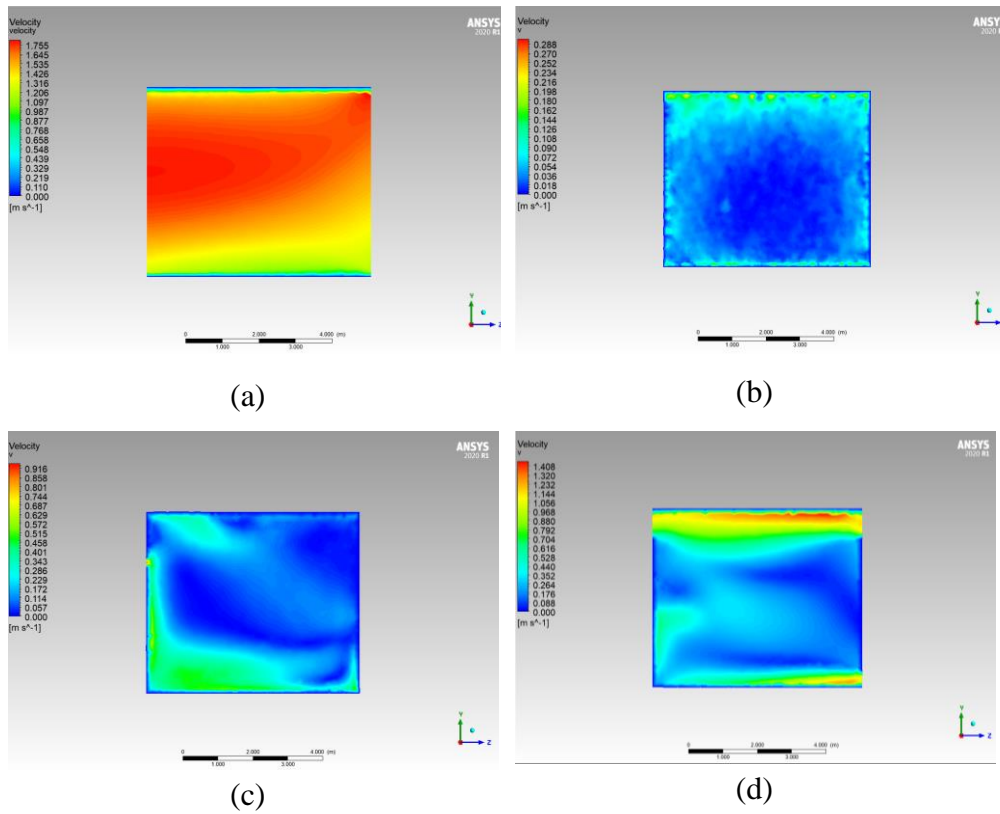 Velocity
velocity
1.755
1.645
1.535
1.426
1.316
1.206
1.097
0.987
0.877
0.768
0.658
0.548
0.439
0.329
0.219
0.110
0.000
[m s^-1]
ANSYS
2020 R1
Y
Z
0 2.000 4.000 (m)
1.000 3.000
(a)
Velocity
v
0.288
0.270
0.252
0.234
0.216
0.198
0.180
0.162
0.144
0.126
0.108
0.090
0.072
0.054
0.036
0.018
0.000
[m s^-1]
ANSYS
2020 R1
Y
0 2.000 4.000 (m)
1.000 3.000
(b)
Velocity
v
0.916
0.858
0.801
0.744
0.687
0.629
0.572
0.515
0.458
0.401
0.343
0.286
0.229
0.172
0.114
0.057
0.000
[m s^-1]
ANSYS
2020 R1
Y
Z
0 2.000 4.000 (m)
1.000 3.000
(c)
Velocity
v
1.408
1.320
1.232
1.144
1.056
0.968
0.880
0.792
0.704
0.616
0.528
0.440
0.352
0.264
0.176
0.088
0.000
[m s^-1]
ANSYS
2020 R1
Y
Z
0 2.000 4.000 (m)
1.000 3.000
(d)